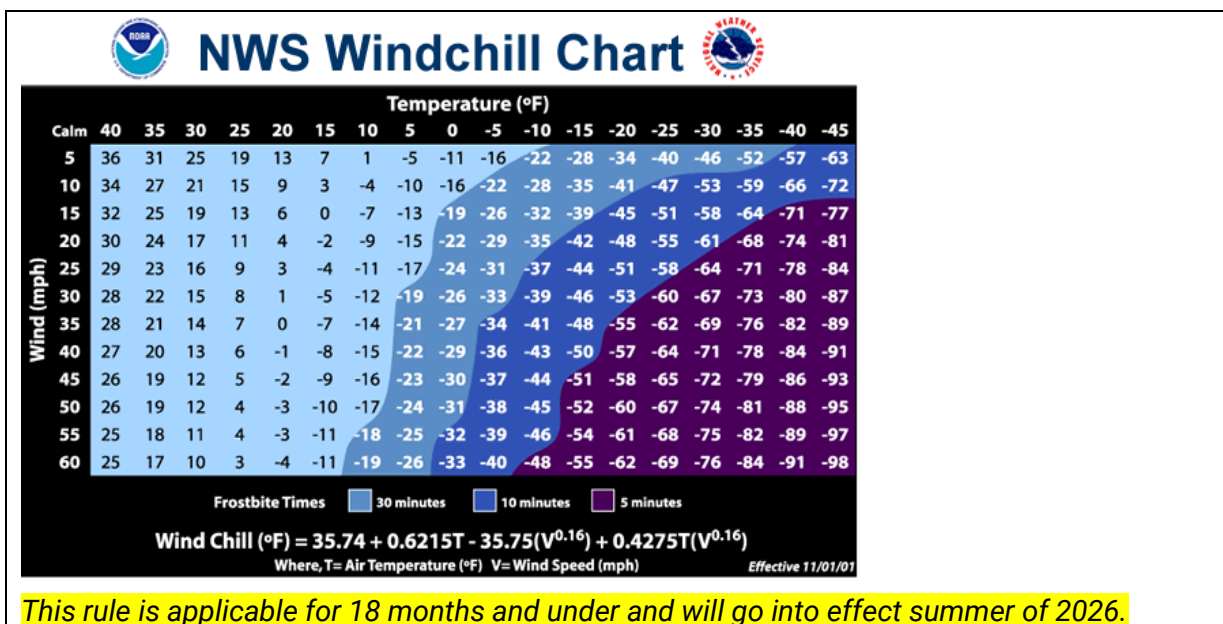 NOAA
NWS Windchill Chart
NATIONAL WEATHER SERVICE
Temperature (ºF)
Calm 40 35 30 25 20 15 10 5 0 -5 -10 -15 -20 -25 -30 -35 -40 -45
5 36 31 25 19 13 7 1 -5 -11 -16 -22 -28 -34 -40 -46 -52 -57 -63
10 34 27 21 15 9 3 -4 -10 -16 -22 -28 -35 -41 -47 -53 -59 -66 -72
15 32 25 19 13 6 0 -7 -13 -19 -26 -32 -39 -45 -51 -58 -64 -71 -77
20 30 24 17 11 4 -2 -9 -15 -22 -29 -35 -42 -48 -55 -61 -68 -74 -81
25 29 23 16 9 3 -4 -11 -17 -24 -31 -37 -44 -51 -58 -64 -71 -78 -84
30 28 22 15 8 1 -5 -12 -19 -26 -33 -39 -46 -53 -60 -67 -73 -80 -87
35 28 21 14 7 0 -7 -14 -21 -27 -34 -41 -48 -55 -62 -69 -76 -82 -89
40 27 20 13 6 -1 -8 -15 -22 -29 -36 -43 -50 -57 -64 -71 -78 -84 -91
45 26 19 12 5 -2 -9 -16 -23 -30 -37 -44 -51 -58 -65 -72 -79 -86 -93
50 26 19 12 4 -3 -10 -17 -24 -31 -38 -45 -52 -60 -67 -74 -81 -88 -95
55 25 18 11 4 -3 -11 -18 -25 -32 -39 -46 -54 -61 -68 -75 -82 -89 -97
60 25 17 10 3 -4 -11 -19 -26 -33 -40 -48 -55 -62 -69 -76 -84 -91 -98
Wind (mph)
Frostbite Times 30 minutes 10 minutes 5 minutes
Wind Chill (ºF) = 35.74 + 0.6215T - 35.75(V^0.16) + 0.4275T(V^0.16)
Where, T= Air Temperature (ºF) V= Wind Speed (mph) Effective 11/01/01
This rule is applicable for 18 months and under and will go into effect summer of 2026.